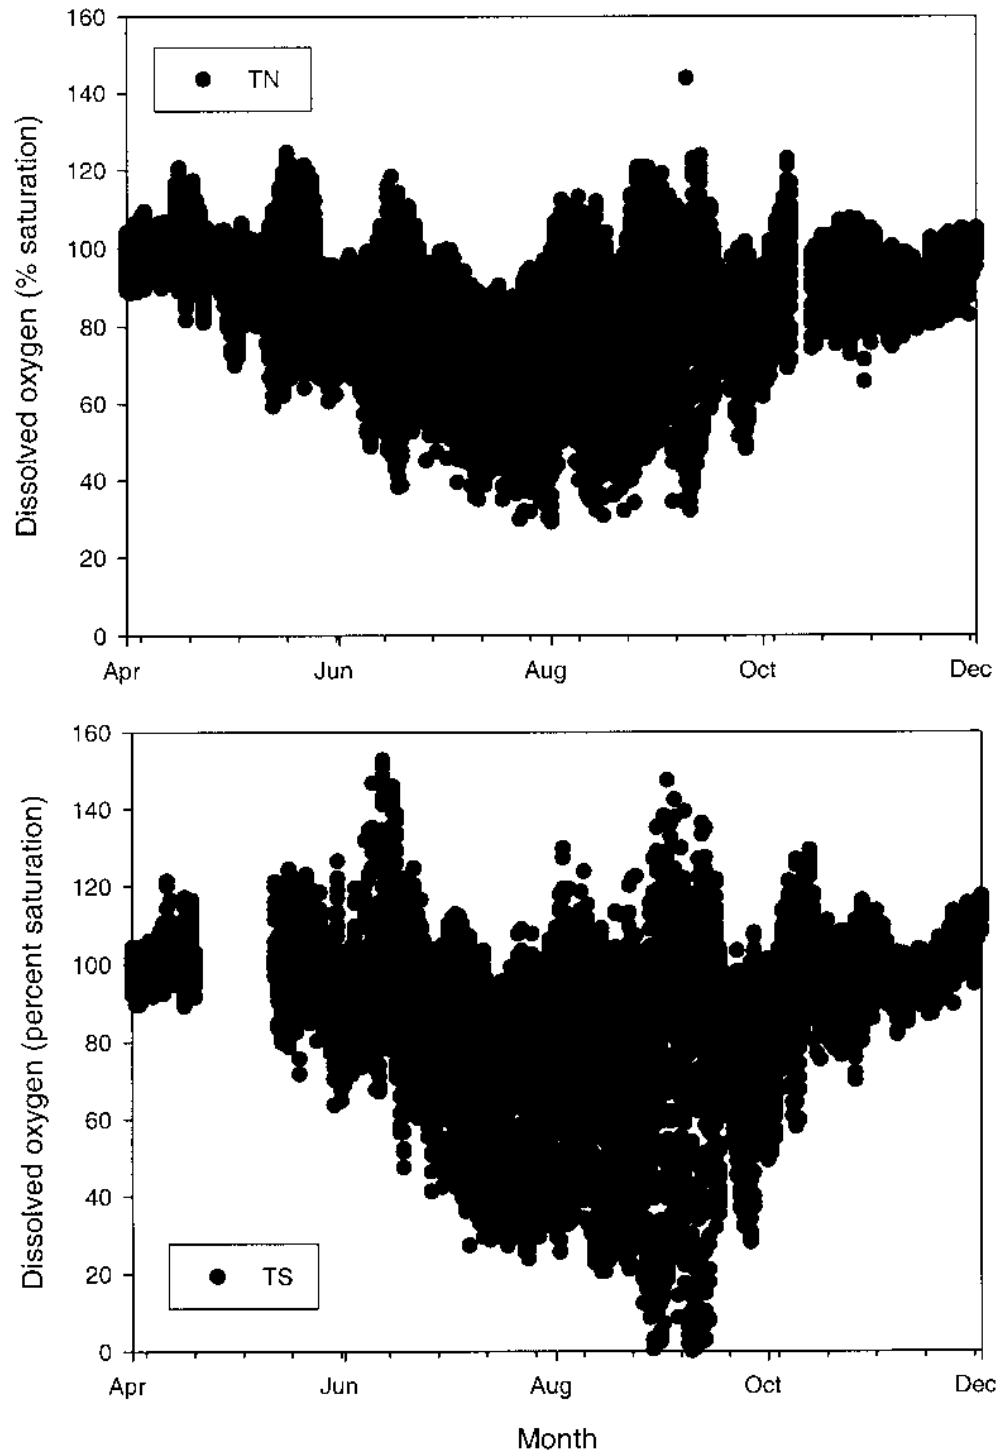 160
140
120
100
80
60
40
20
0
Dissolved oxygen (% saturation)
TN
Apr Jun Aug Oct Dec
160
140
120
100
80
60
40
20
0
Dissolved oxygen (percent saturation)
TS
Apr Jun Aug Oct Dec
Month